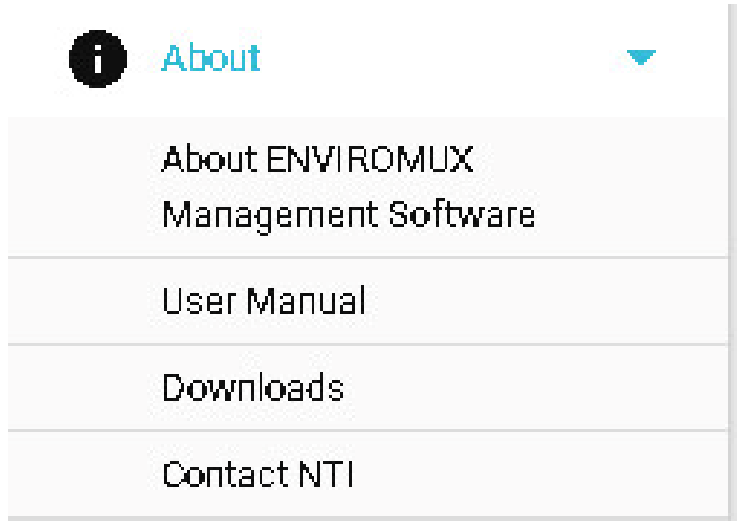 About
About ENVIROMUX
Management Software
User Manual
Downloads
Contact NTI